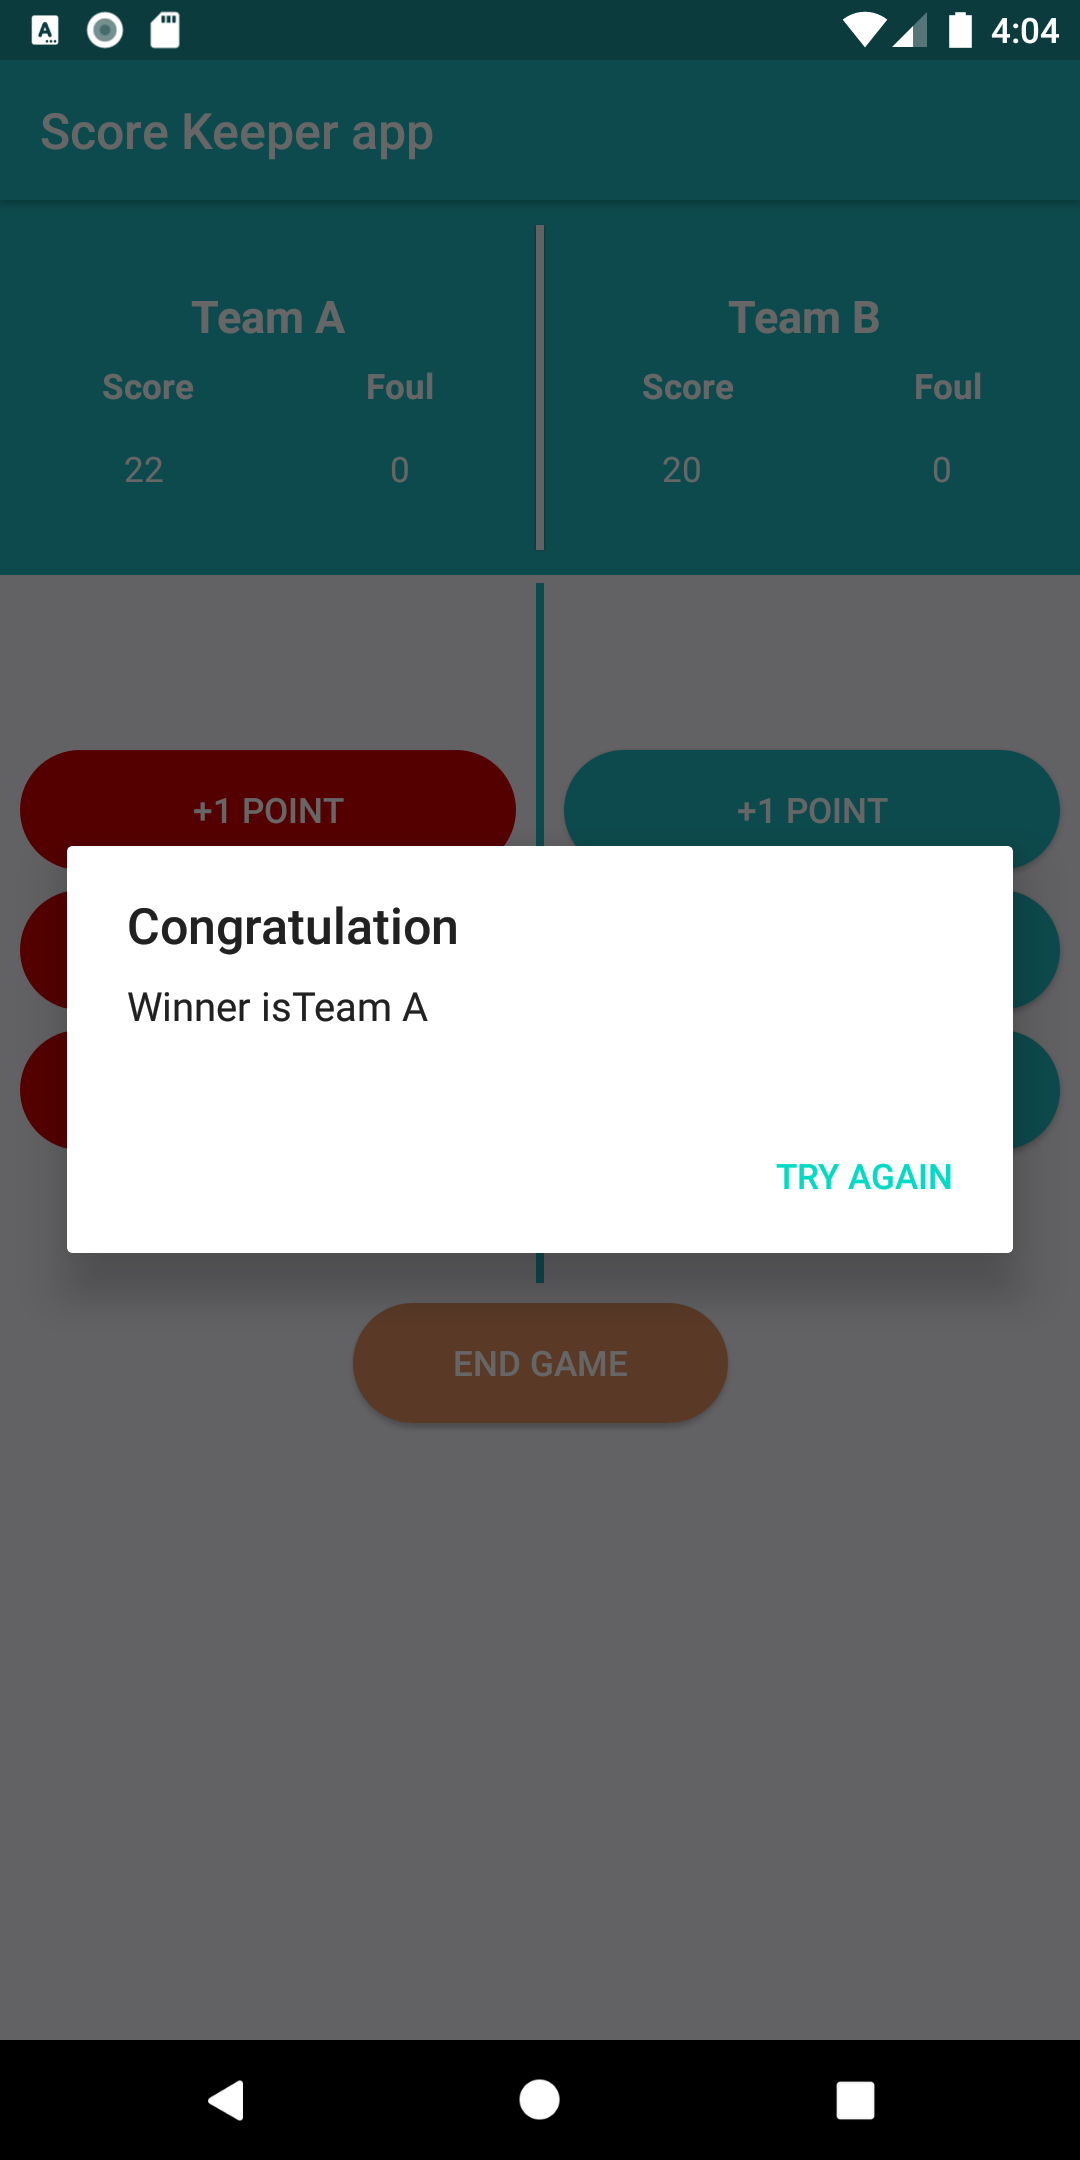 4:04
Score Keeper app
Team A
Team B
Score Foul
Score Foul
22 0
20 0
+1 POINT
+1 POINT
Congratulation
Winner isTeam A
TRY AGAIN
END GAME